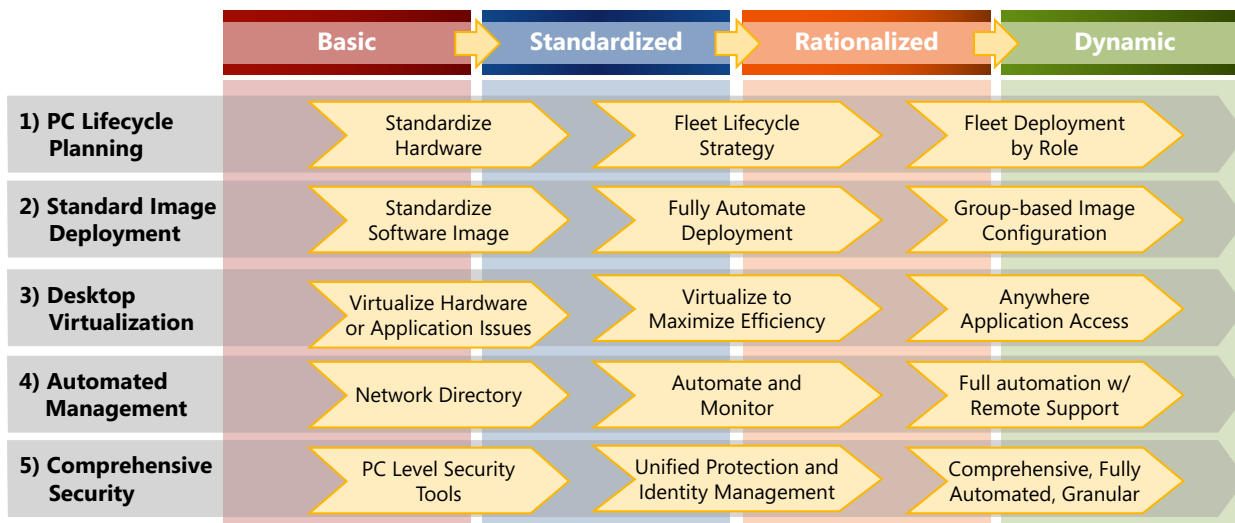 Basic
Standardized
Rationalized
Dynamic
1) PC Lifecycle
Planning
Standardize
Hardware
Fleet Lifecycle
Strategy
Fleet Deployment
by Role
2) Standard Image
Deployment
Standardize
Software Image
Fully Automate
Deployment
Group-based Image
Configuration
3) Desktop
Virtualization
Virtualize Hardware
or Application Issues
Virtualize to
Maximize Efficiency
Anywhere
Application Access
4) Automated
Management
Network Directory
Automate and
Monitor
Full automation w/
Remote Support
5) Comprehensive
Security
PC Level Security
Tools
Unified Protection and
Identity Management
Comprehensive, Fully
Automated, Granular